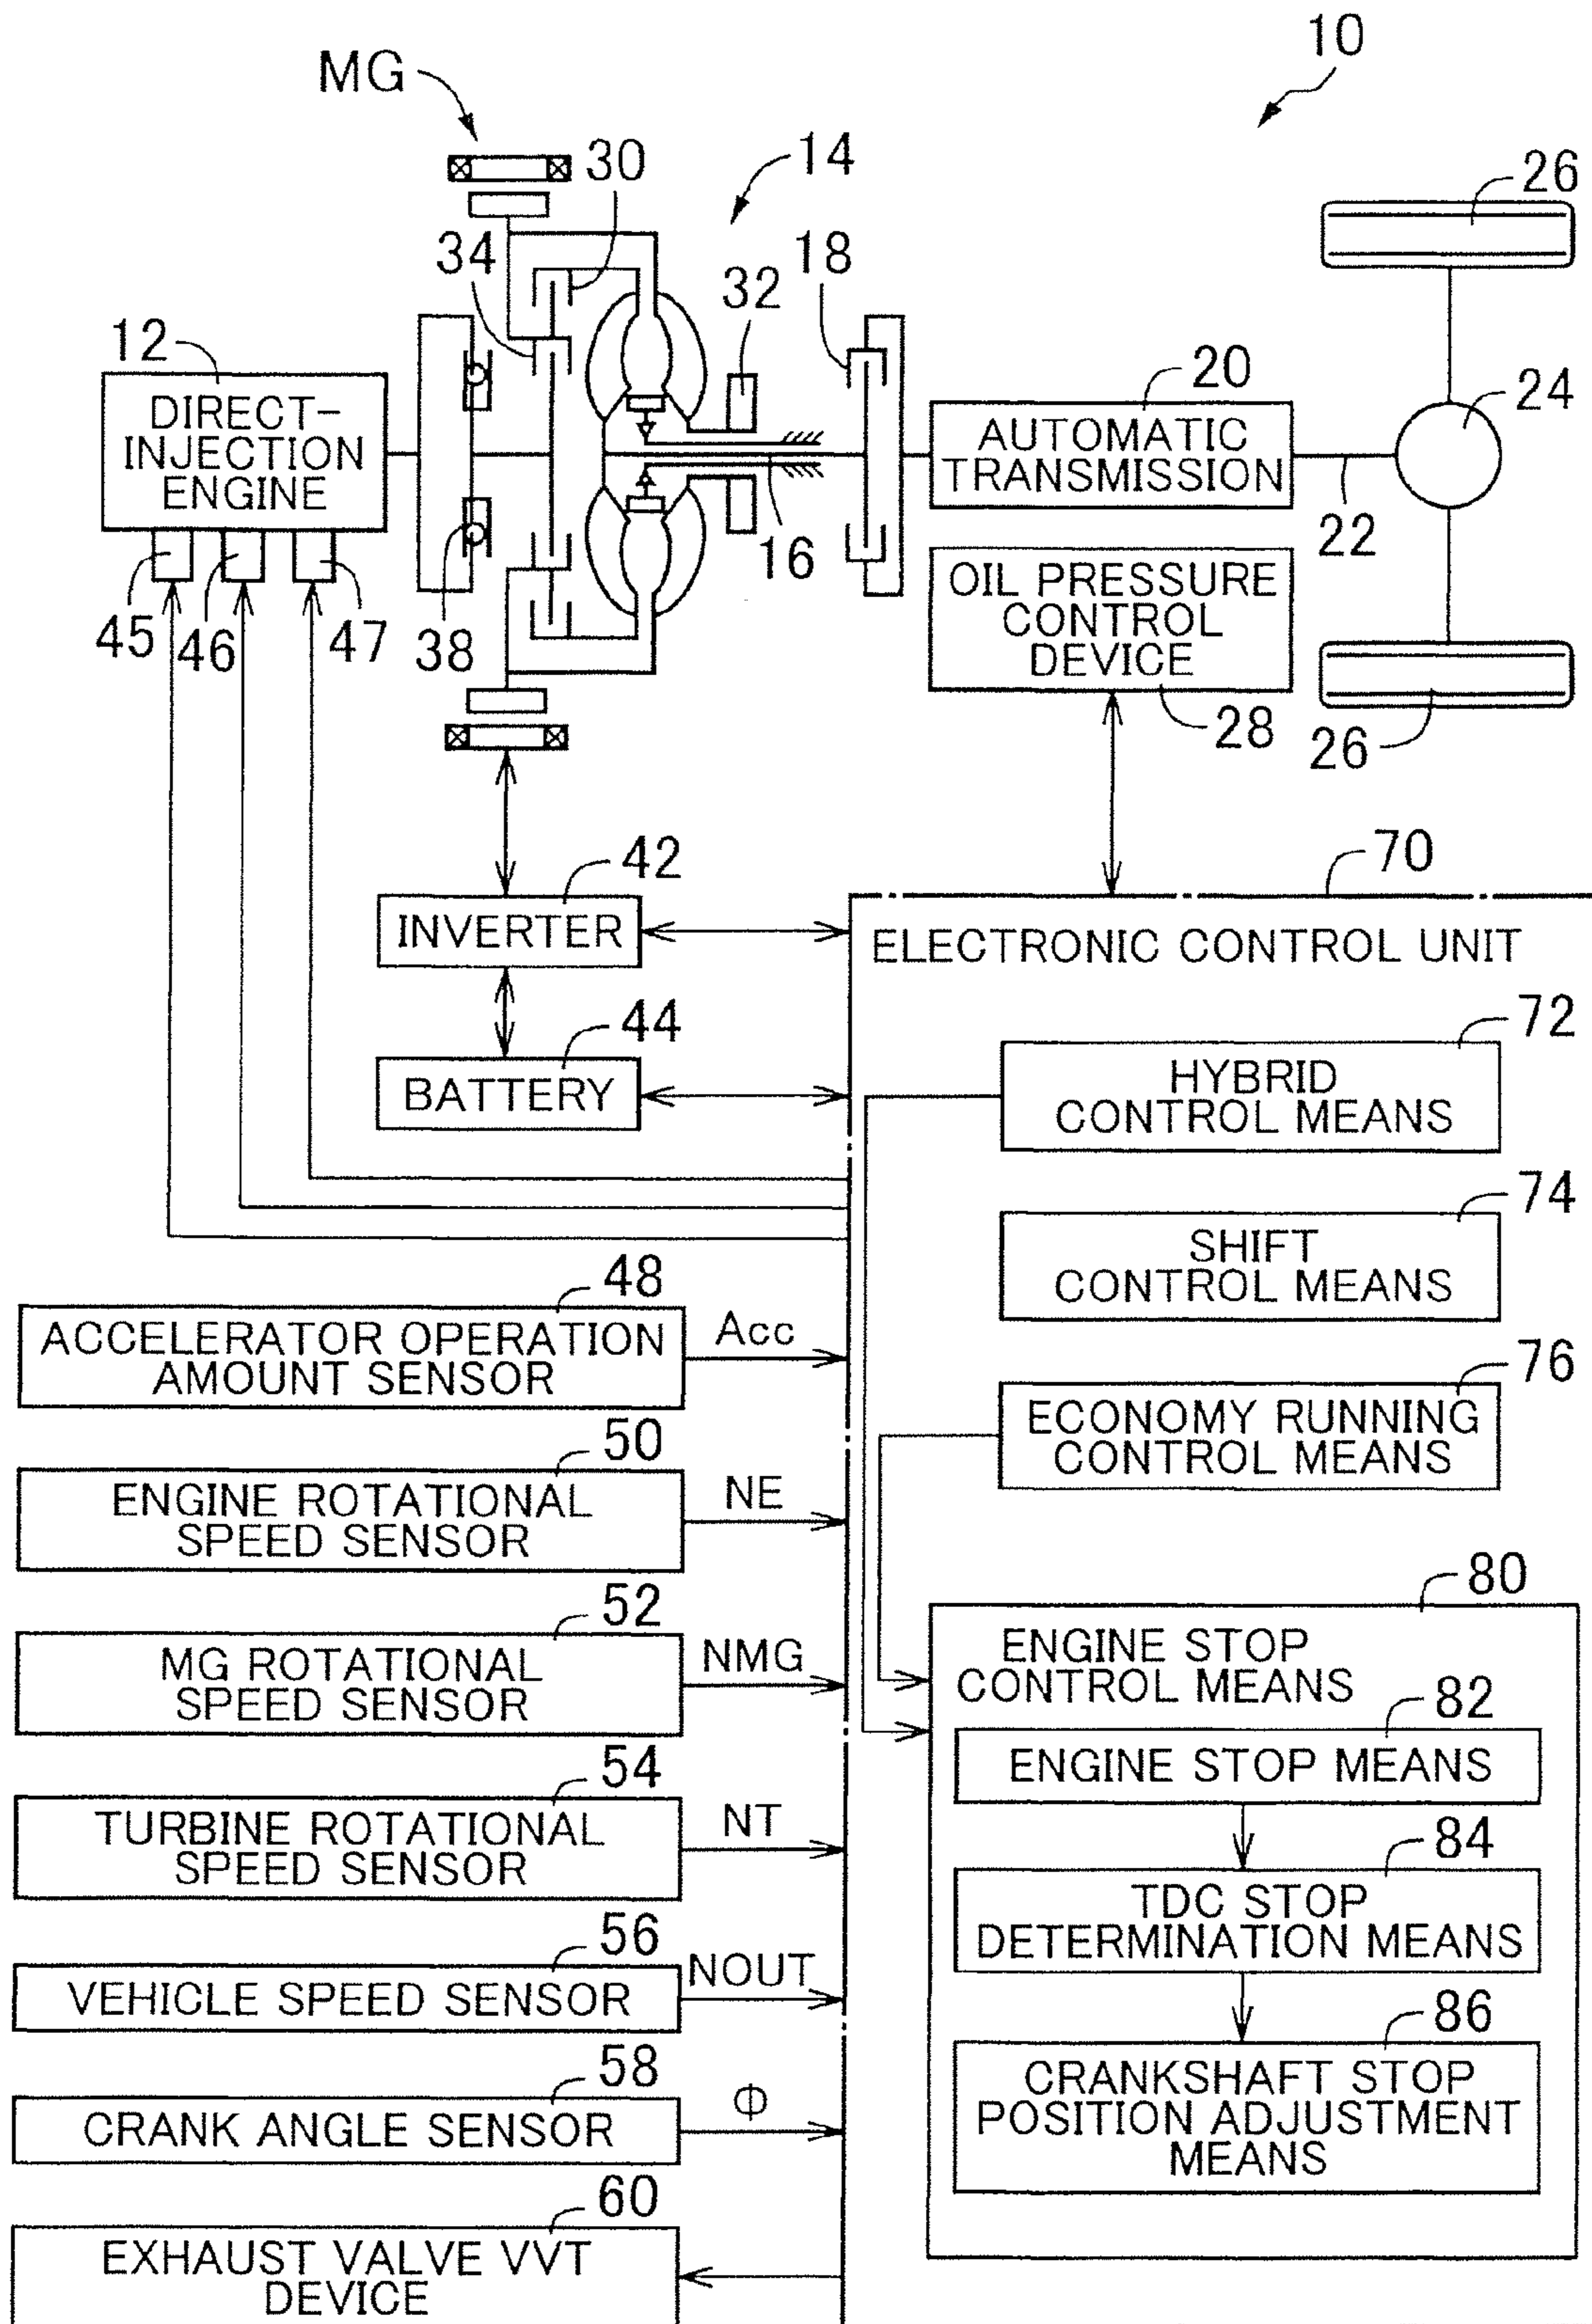 10
MG
30
14
26
34
18
32
12
20
24
DIRECT-
INJECTION
ENGINE
AUTOMATIC
TRANSMISSION
16
22
OIL PRESSURE
CONTROL
DEVICE
45
46
47
38
28
26
42
70
INVERTER
ELECTRONIC CONTROL UNIT
44
72
BATTERY
HYBRID
CONTROL MEANS
74
SHIFT
CONTROL MEANS
48
ACCELERATOR OPERATION
AMOUNT SENSOR
Acc
76
ECONOMY RUNNING
CONTROL MEANS
50
ENGINE ROTATIONAL
SPEED SENSOR
NE
80
52
MG ROTATIONAL
SPEED SENSOR
NMG
ENGINE STOP
CONTROL MEANS
82
ENGINE STOP MEANS
54
TURBINE ROTATIONAL
SPEED SENSOR
NT
84
TDC STOP
DETERMINATION MEANS
56
VEHICLE SPEED SENSOR
NOUT
86
CRANKSHAFT STOP
POSITION ADJUSTMENT
MEANS
58
CRANK ANGLE SENSOR
Φ
60
EXHAUST VALVE VVT
DEVICE